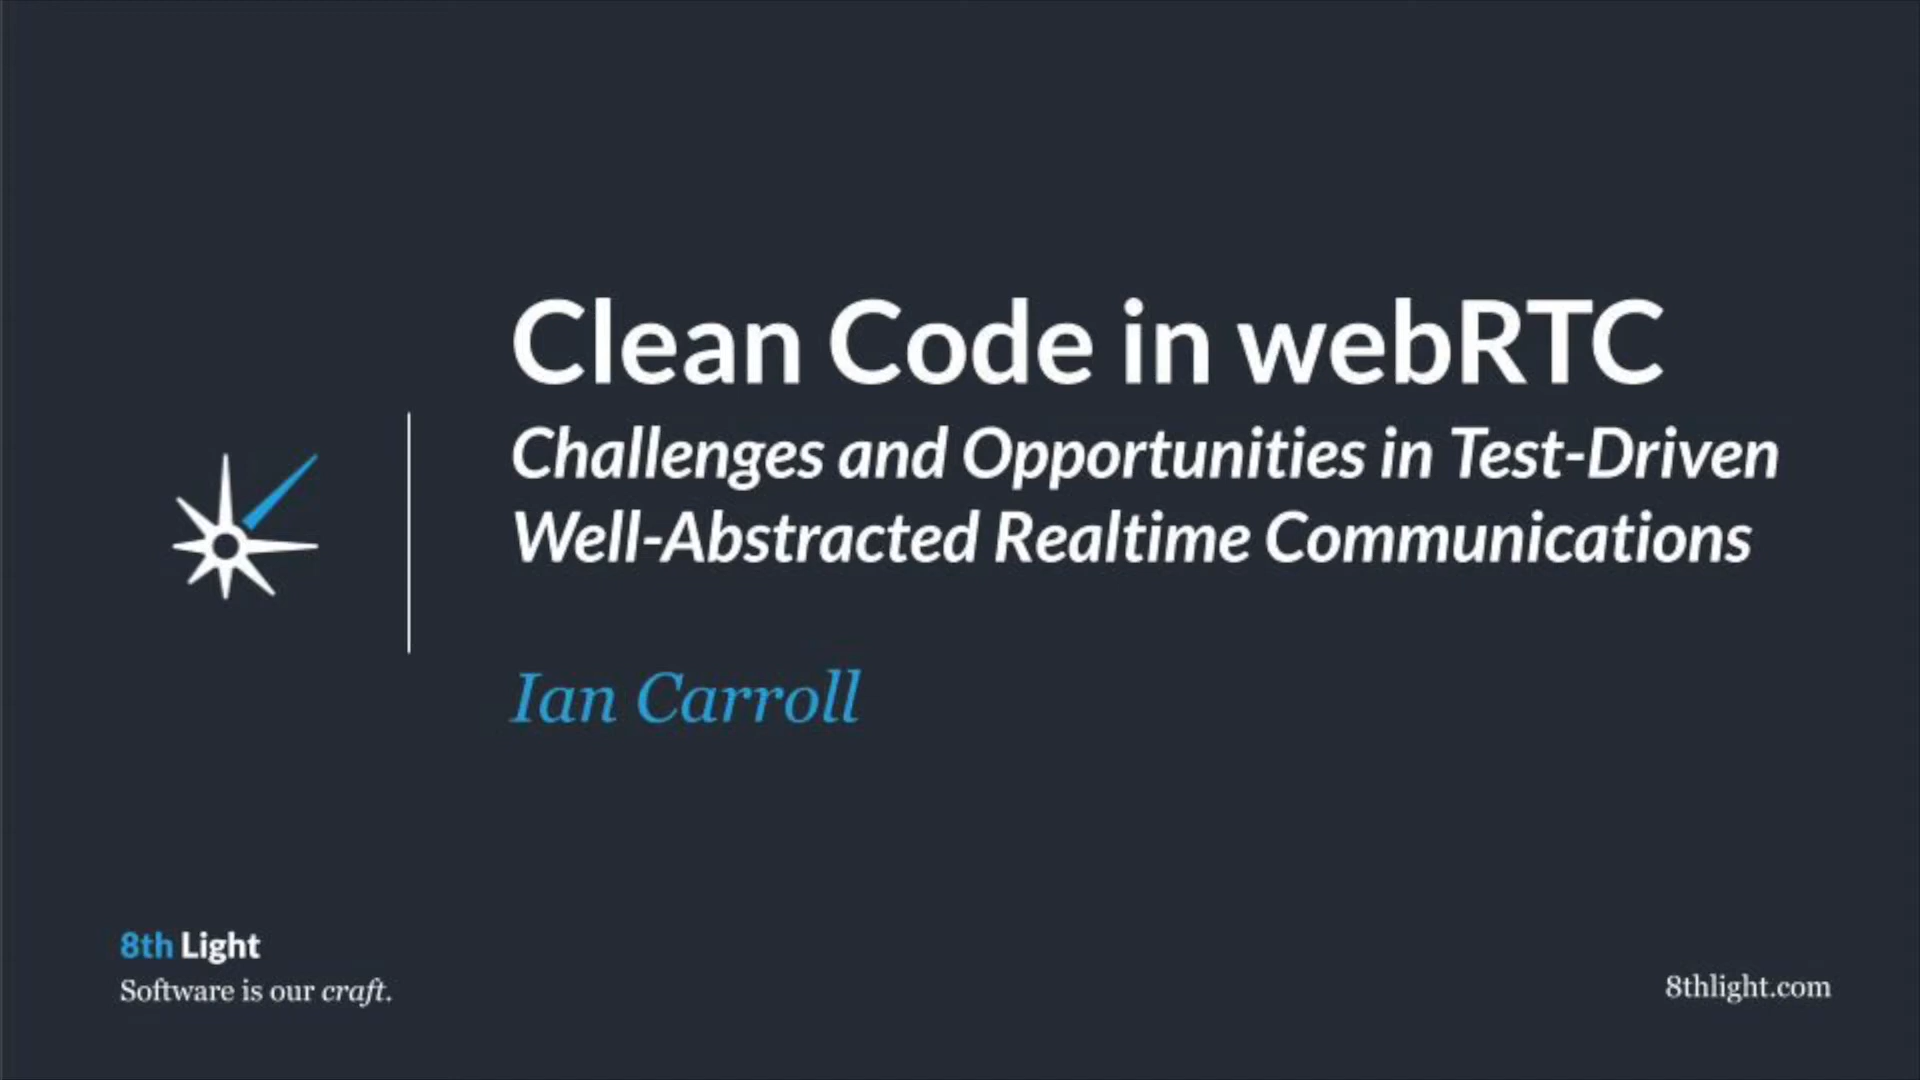 Clean Code in webRTC
Challenges and Opportunities in Test-Driven
Well-Abstracted Realtime Communications
Ian Carroll
8th Light
Software is our craft.
8thlight.com